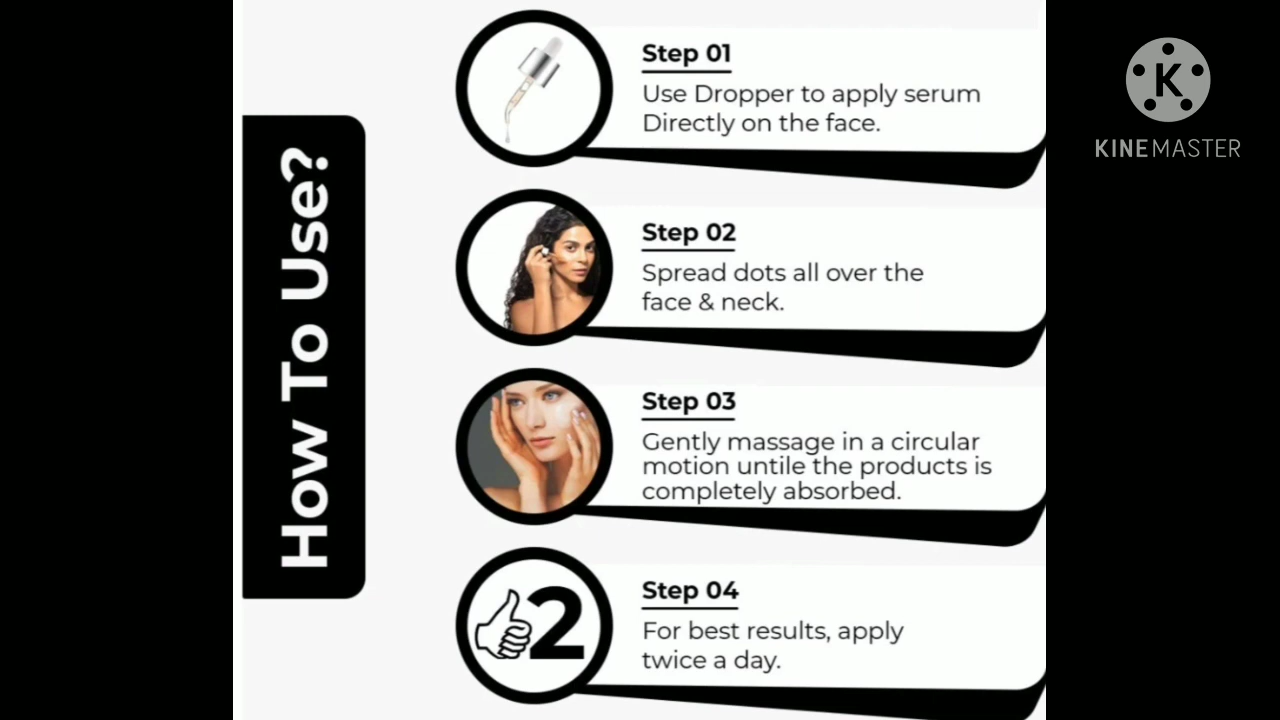 How To Use?
Step 01
Use Dropper to apply serum
Directly on the face.
Step 02
Spread dots all over the
face & neck.
Step 03
Gently massage in a circular
motion untile the products is
completely absorbed.
2
Step 04
For best results, apply
twice a day.
K
KINEMASTER